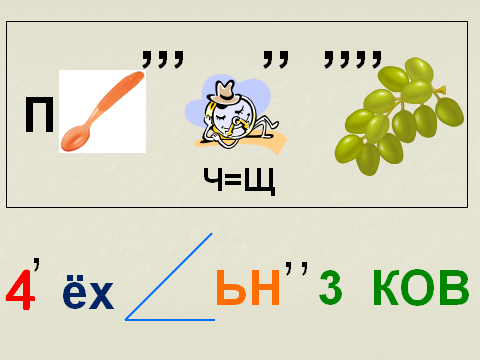 ,,, ,, ,,,,
П
Ч=Щ
4 , ёх ЬН ,, 3 КОВ